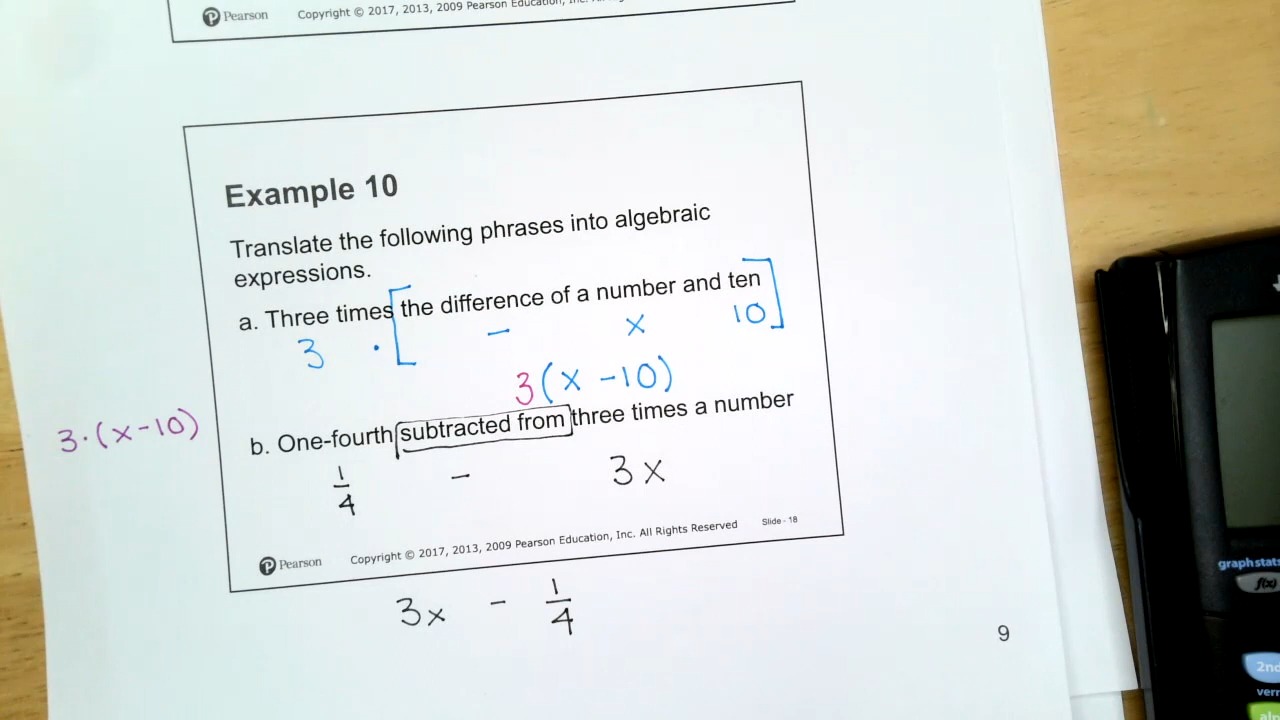 Pearson Copyright © 2017, 2013, 2009 Pearson Education, Inc. All
Example 10
Translate the following phrases into algebraic
expressions.
a. Three times the difference of a number and ten
3 · [ − x 10 ]
3(x −10)
3·(x−10)
b. One-fourth subtracted from three times a number
1/4 − 3x
Pearson Copyright © 2017, 2013, 2009 Pearson Education, Inc. All Rights Reserved Slide - 18
3x − 1/4
9
graph stats
f(x)
2nd